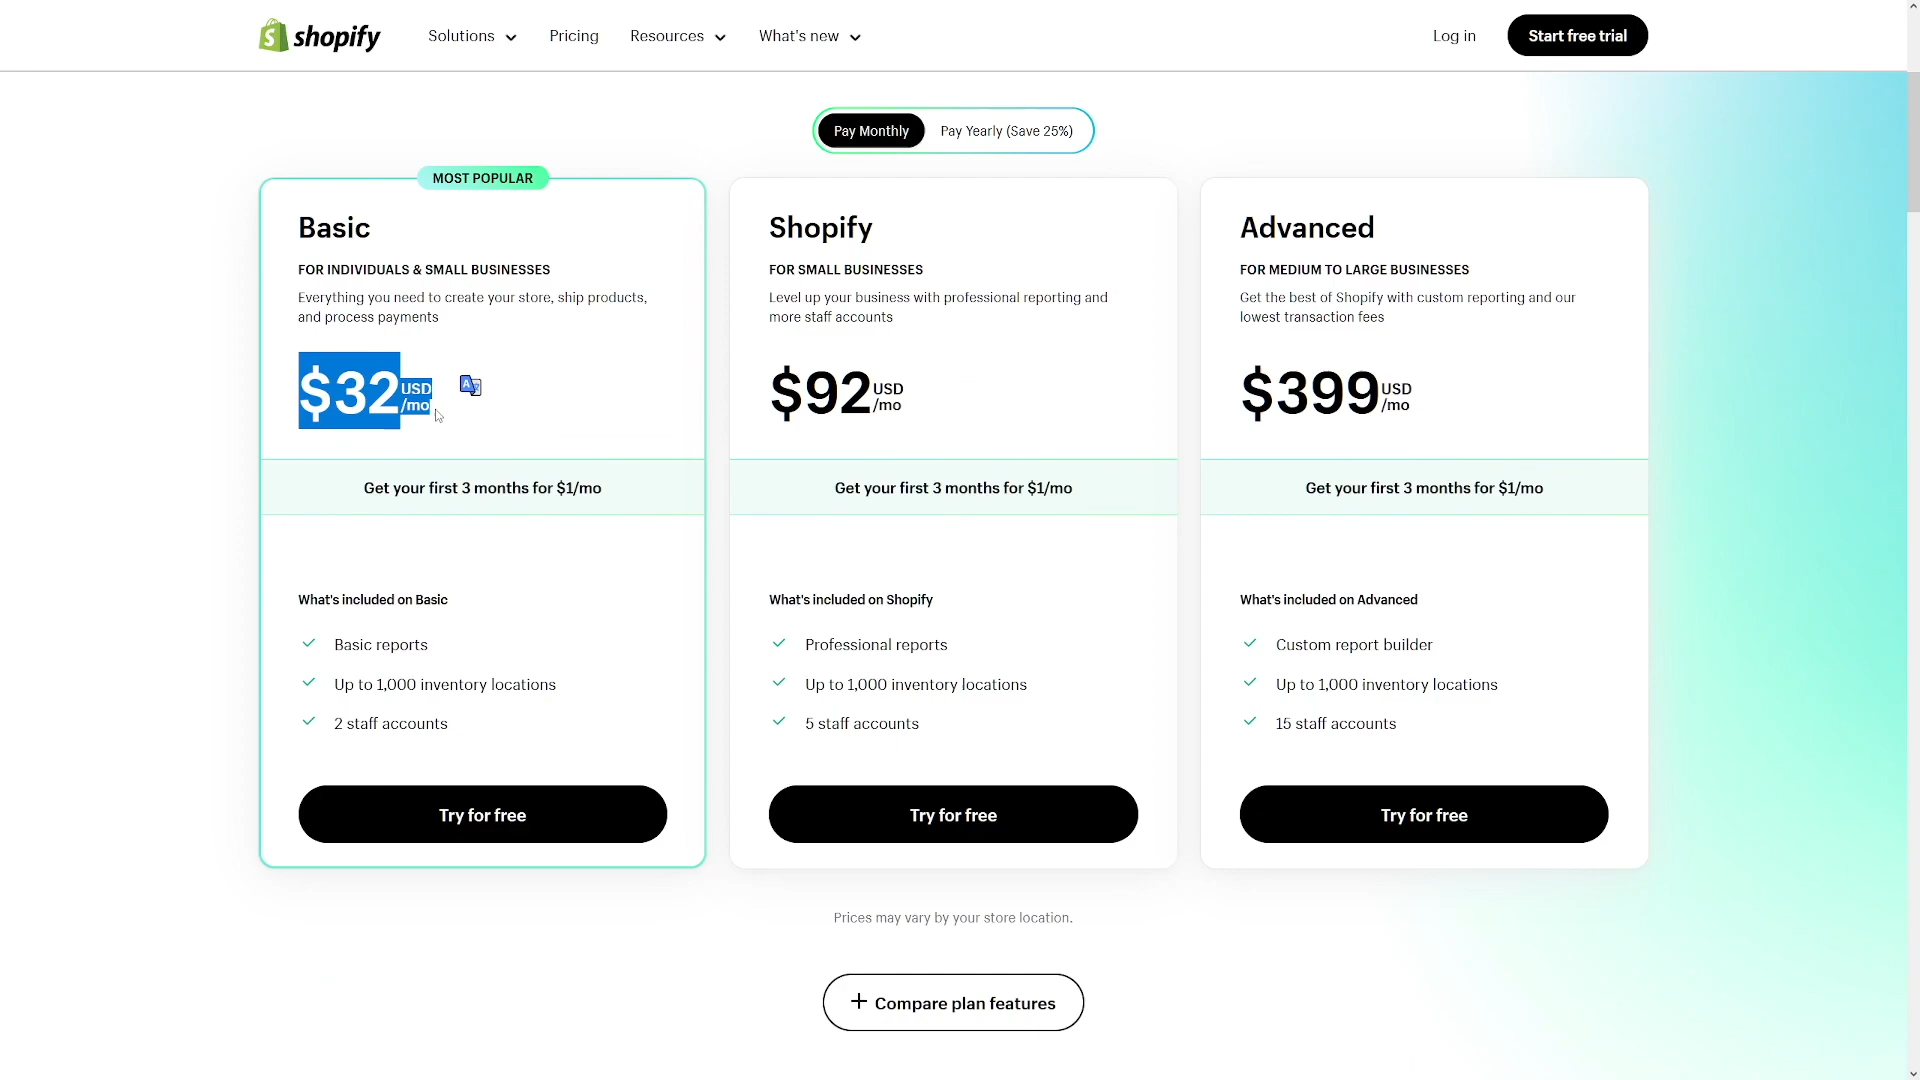 shopify
Solutions
Pricing
Resources
What's new
Log in
Start free trial
Pay Monthly
Pay Yearly (Save 25%)
MOST POPULAR
Basic
FOR INDIVIDUALS & SMALL BUSINESSES
Everything you need to create your store, ship products,
and process payments
$32 USD
/mo
Get your first 3 months for $1/mo
What's included on Basic
Basic reports
Up to 1,000 inventory locations
2 staff accounts
Try for free
Shopify
FOR SMALL BUSINESSES
Level up your business with professional reporting and
more staff accounts
$92 USD
/mo
Get your first 3 months for $1/mo
What's included on Shopify
Professional reports
Up to 1,000 inventory locations
5 staff accounts
Try for free
Advanced
FOR MEDIUM TO LARGE BUSINESSES
Get the best of Shopify with custom reporting and our
lowest transaction fees
$399 USD
/mo
Get your first 3 months for $1/mo
What's included on Advanced
Custom report builder
Up to 1,000 inventory locations
15 staff accounts
Try for free
Prices may vary by your store location.
+ Compare plan features